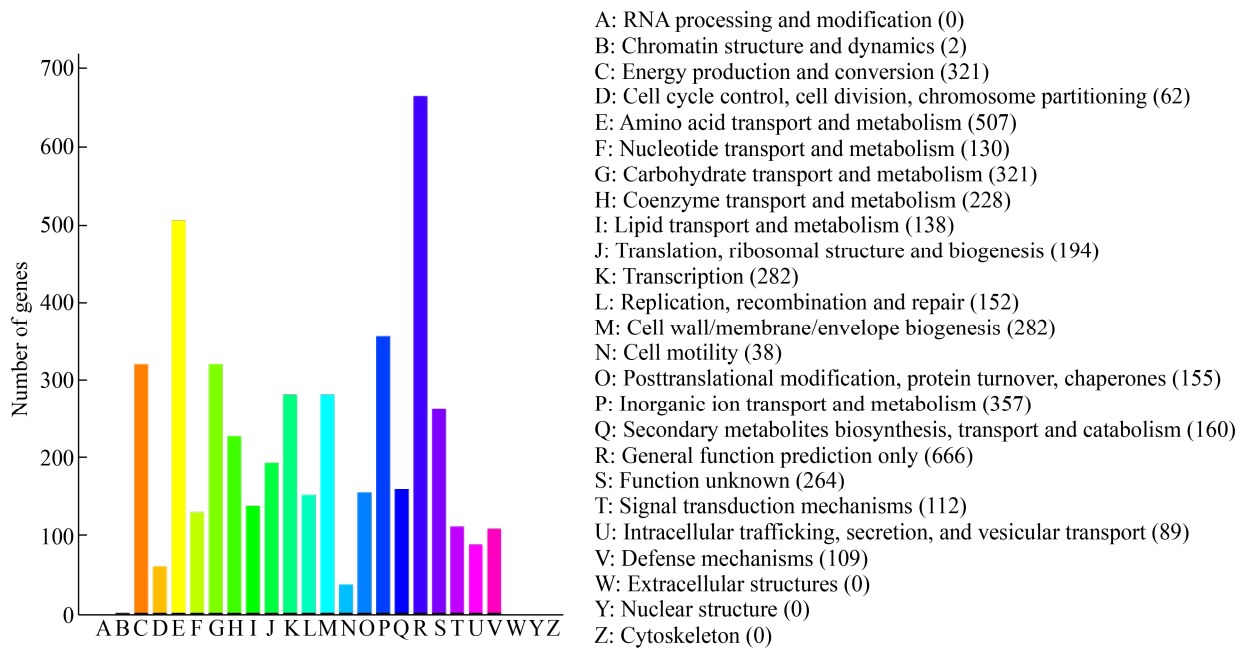 700
600
500
400
300
200
100
0
Number of genes
A B C D E F G H I J K L M N O P Q R S T U V W Y Z
A: RNA processing and modification (0)
B: Chromatin structure and dynamics (2)
C: Energy production and conversion (321)
D: Cell cycle control, cell division, chromosome partitioning (62)
E: Amino acid transport and metabolism (507)
F: Nucleotide transport and metabolism (130)
G: Carbohydrate transport and metabolism (321)
H: Coenzyme transport and metabolism (228)
I: Lipid transport and metabolism (138)
J: Translation, ribosomal structure and biogenesis (194)
K: Transcription (282)
L: Replication, recombination and repair (152)
M: Cell wall/membrane/envelope biogenesis (282)
N: Cell motility (38)
O: Posttranslational modification, protein turnover, chaperones (155)
P: Inorganic ion transport and metabolism (357)
Q: Secondary metabolites biosynthesis, transport and catabolism (160)
R: General function prediction only (666)
S: Function unknown (264)
T: Signal transduction mechanisms (112)
U: Intracellular trafficking, secretion, and vesicular transport (89)
V: Defense mechanisms (109)
W: Extracellular structures (0)
Y: Nuclear structure (0)
Z: Cytoskeleton (0)